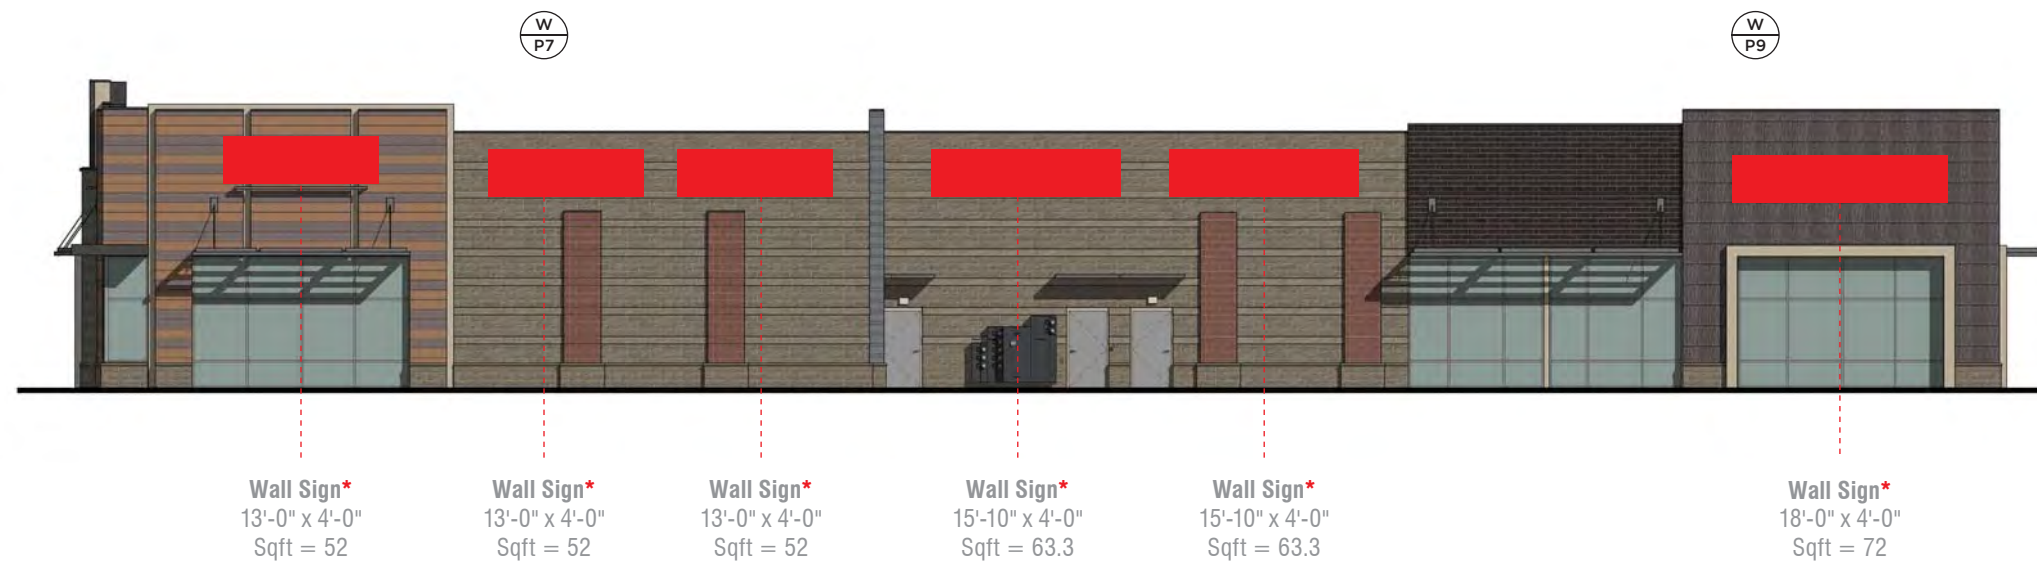 W
P7
W
P9
Wall Sign*
13'-0" x 4'-0"
Sqft = 52
Wall Sign*
13'-0" x 4'-0"
Sqft = 52
Wall Sign*
13'-0" x 4'-0"
Sqft = 52
Wall Sign*
15'-10" x 4'-0"
Sqft = 63.3
Wall Sign*
15'-10" x 4'-0"
Sqft = 63.3
Wall Sign*
18'-0" x 4'-0"
Sqft = 72